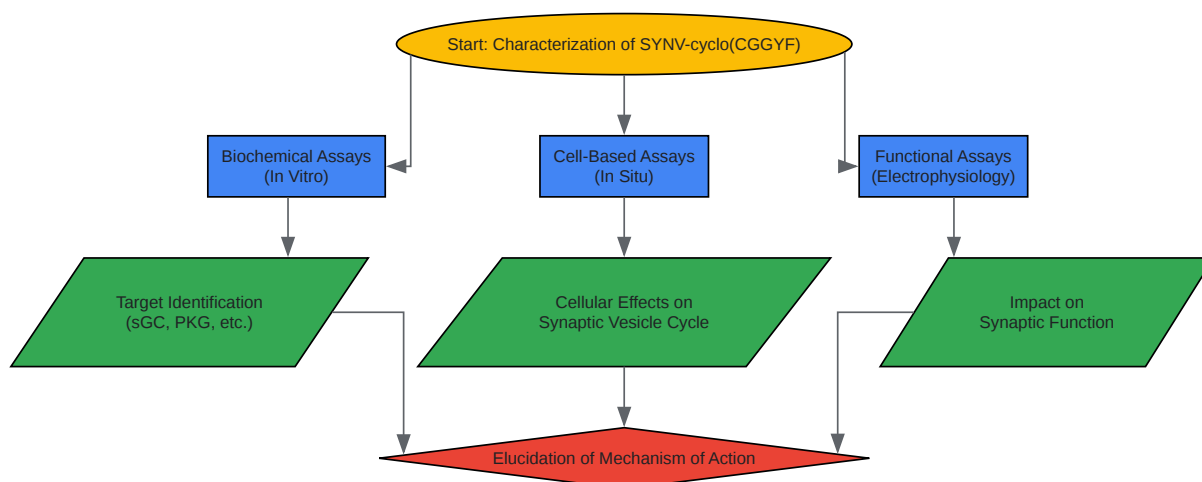 Start: Characterization of SYNV-cyclo(CGGYF)
Biochemical Assays
(In Vitro)
Cell-Based Assays
(In Situ)
Functional Assays
(Electrophysiology)
Target Identification
(sGC, PKG, etc.)
Cellular Effects on
Synaptic Vesicle Cycle
Impact on
Synaptic Function
Elucidation of Mechanism of Action